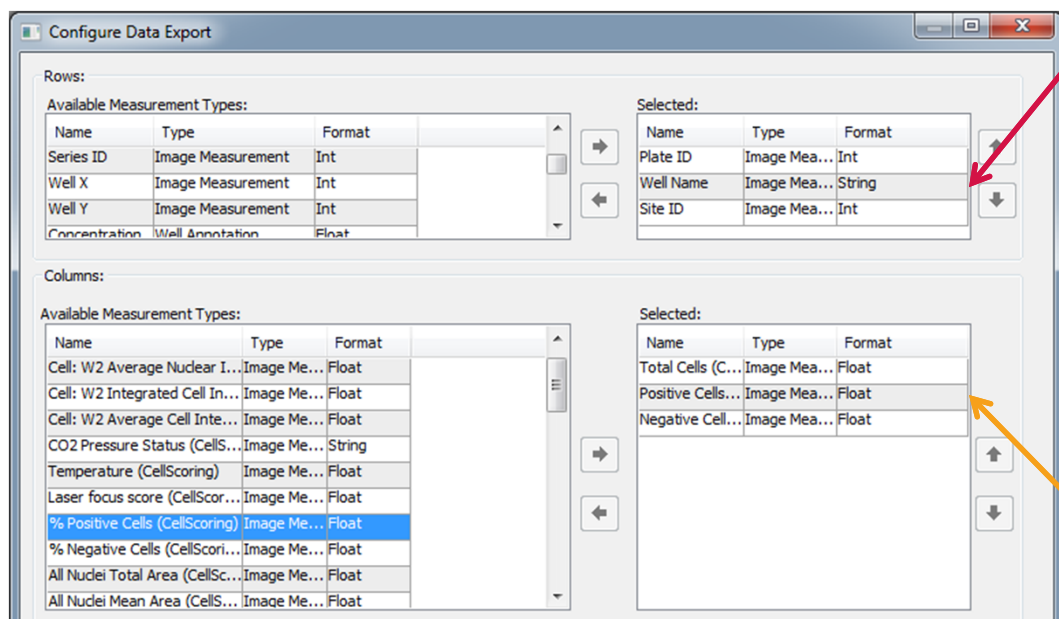 Configure Data Export
Rows:
Available Measurement Types:
Name Type Format
Series ID Image Measurement Int
Well X Image Measurement Int
Well Y Image Measurement Int
Concentration Well Annotation Float
Selected:
Name Type Format
Plate ID Image Mea... Int
Well Name Image Mea... String
Site ID Image Mea... Int
Columns:
Available Measurement Types:
Name Type Format
Cell: W2 Average Nuclear I... Image Me... Float
Cell: W2 Integrated Cell In... Image Me... Float
Cell: W2 Average Cell Inte... Image Me... Float
CO2 Pressure Status (CellS... Image Me... String
Temperature (CellScoring) Image Me... Float
Laser focus score (CellScor... Image Me... Float
% Positive Cells (CellScoring) Image Me... Float
% Negative Cells (CellScori... Image Me... Float
All Nuclei Total Area (CellSc... Image Me... Float
All Nuclei Mean Area (CellS... Image Me... Float
Selected:
Name Type Format
Total Cells (C... Image Mea... Float
Positive Cells... Image Mea... Float
Negative Cell... Image Mea... Float